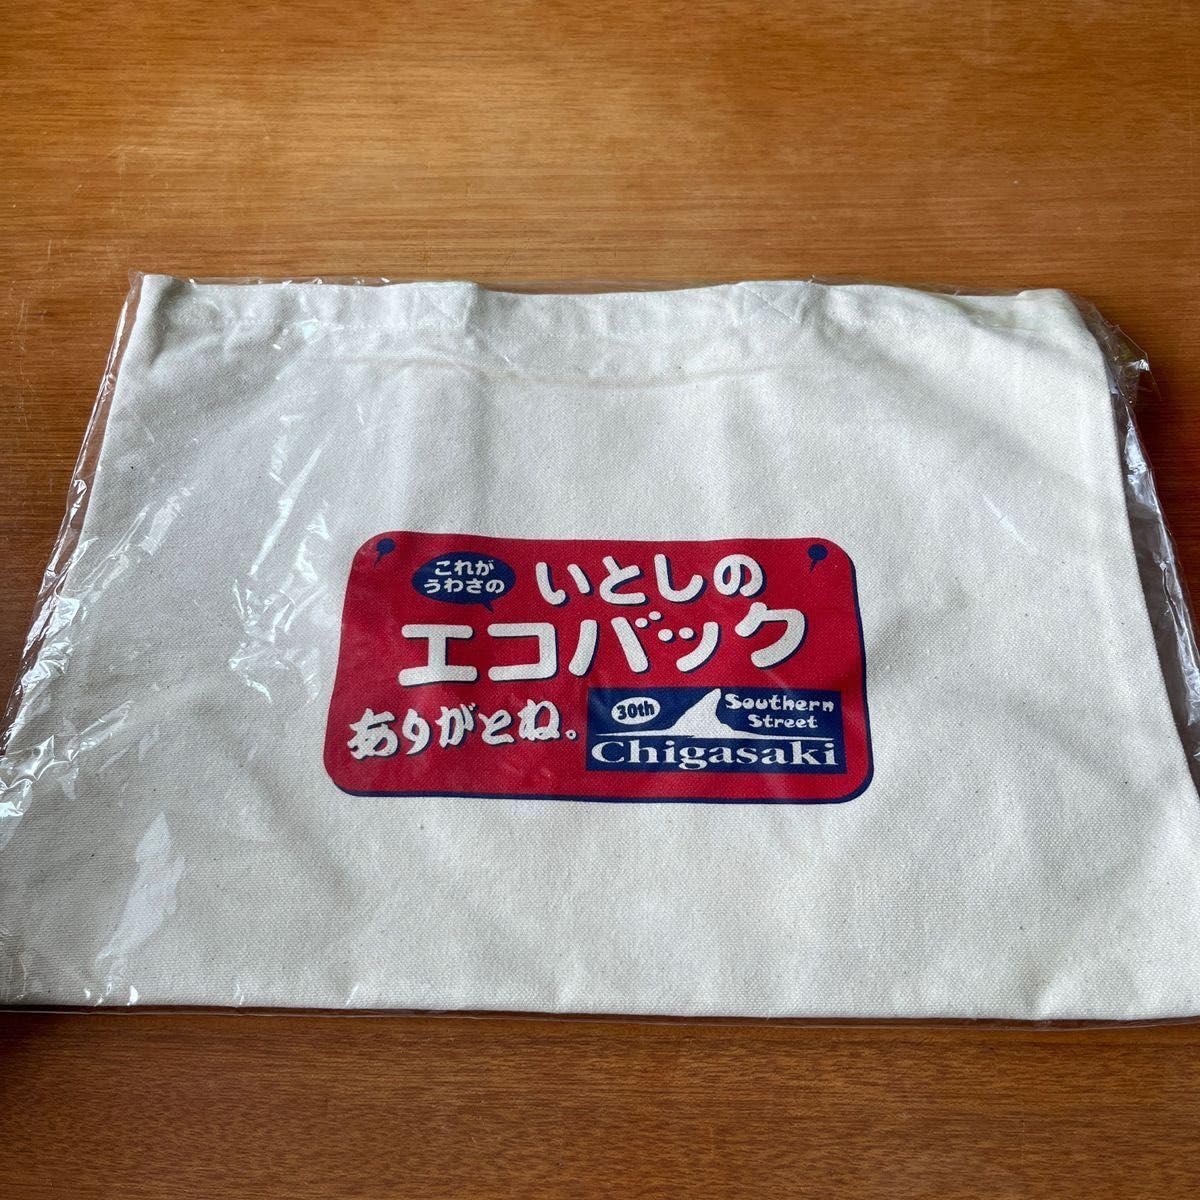 これが
うわさの
いとしの
エコバック
ありがとね。
30th
Southern
Street
Chigasaki